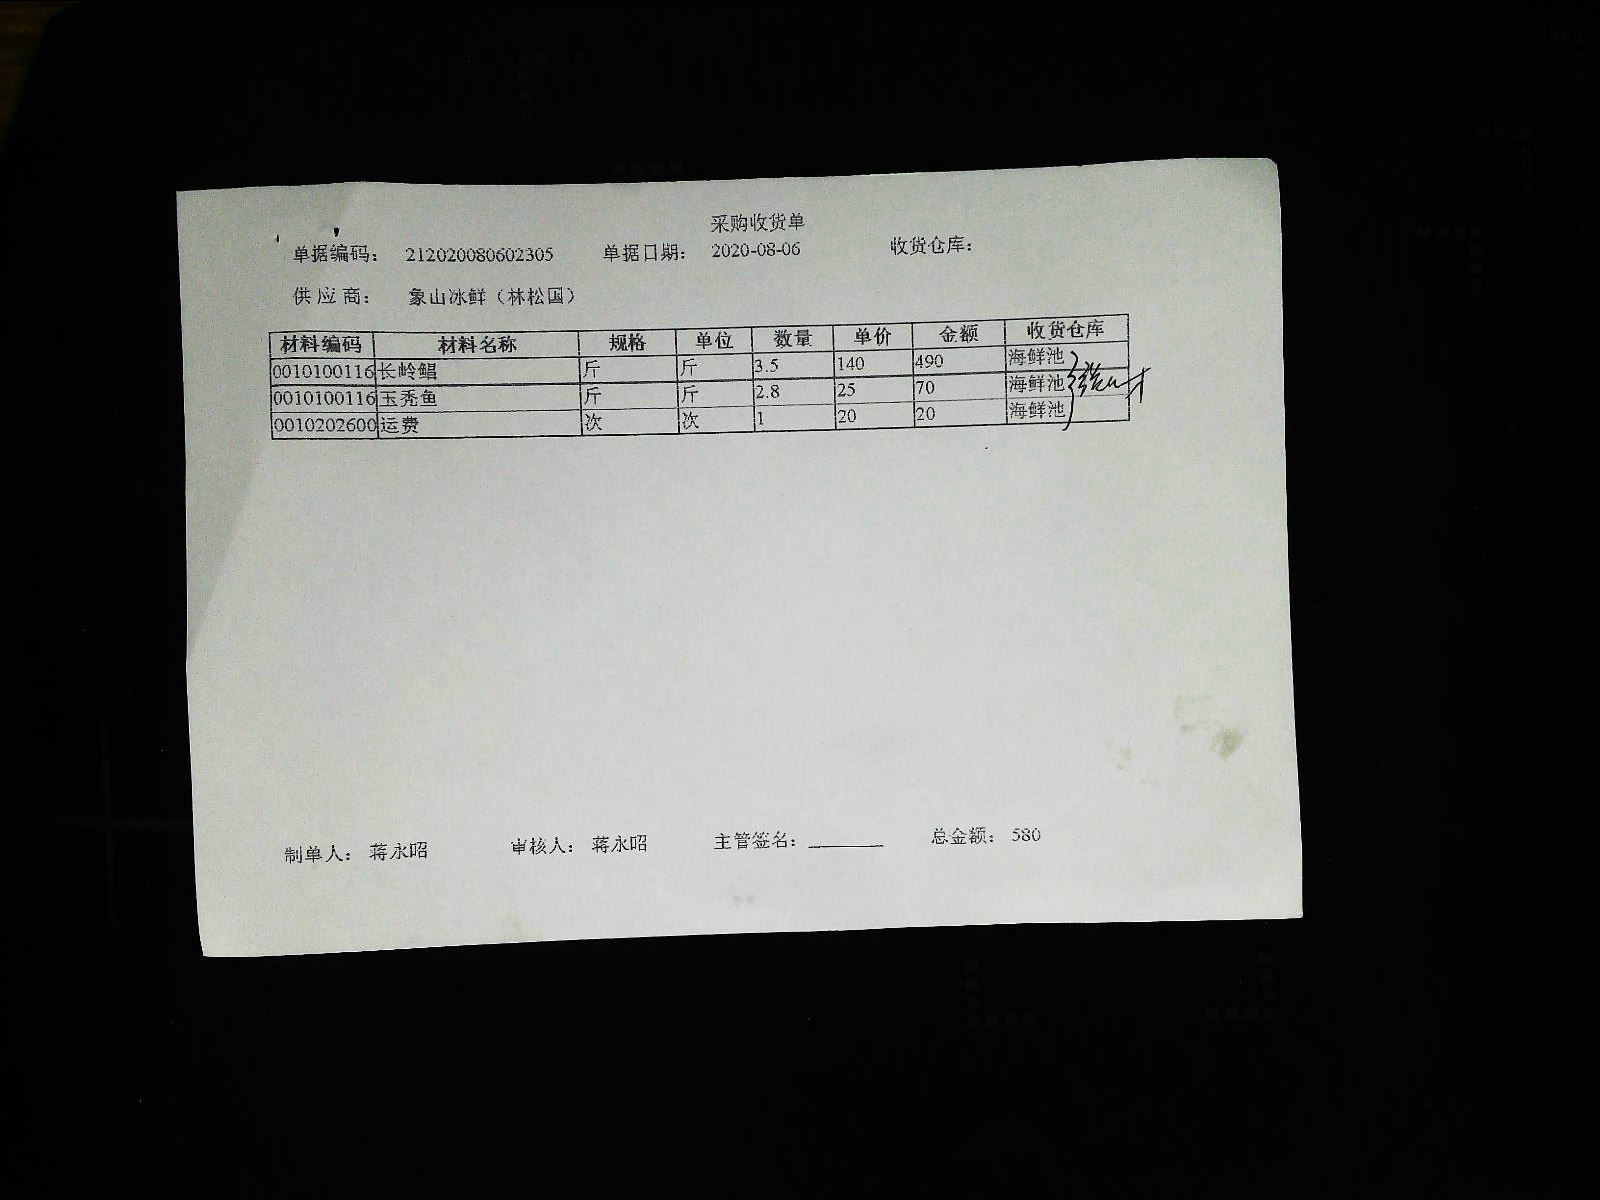 采购收货单
单据编码： 212020080602305 单据日期： 2020-08-06 收货仓库：
供应商： 象山冰鲜（林松国）
材料编码 材料名称 规格 单位 数量 单价 金额 收货仓库
0010100116 长岭鲳 斤 斤 3.5 140 490 海鲜池
0010100116 玉秃鱼 斤 斤 2.8 25 70 海鲜池
0010202600 运费 次 次 1 20 20 海鲜池
制单人： 蒋永昭 审核人： 蒋永昭 主管签名： 总金额： 580